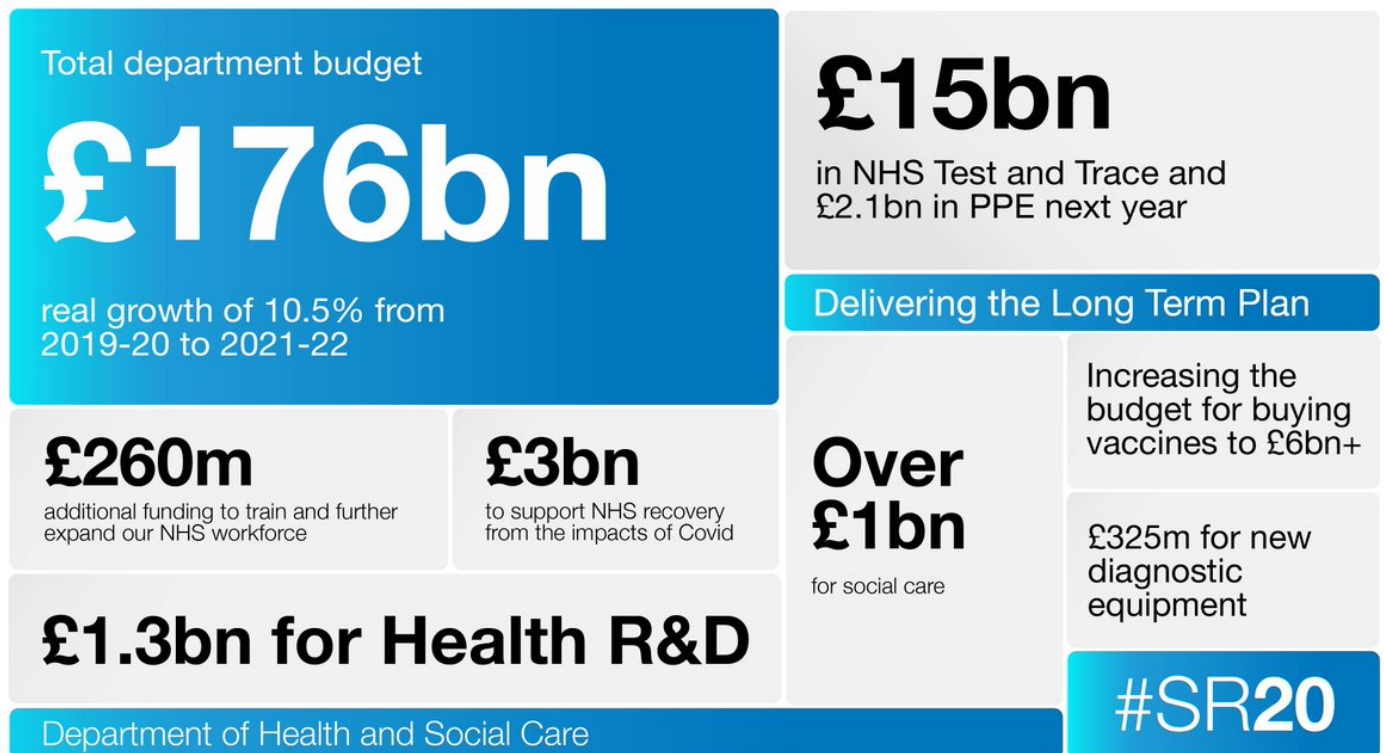 Total department budget
£176bn
real growth of 10.5% from
2019-20 to 2021-22
£15bn
in NHS Test and Trace and
£2.1bn in PPE next year
Delivering the Long Term Plan
£260m
additional funding to train and further
expand our NHS workforce
£3bn
to support NHS recovery
from the impacts of Covid
£1.3bn for Health R&D
Over
£1bn
for social care
Increasing the
budget for buying
vaccines to £6bn+
£325m for new
diagnostic
equipment
Department of Health and Social Care
#SR20